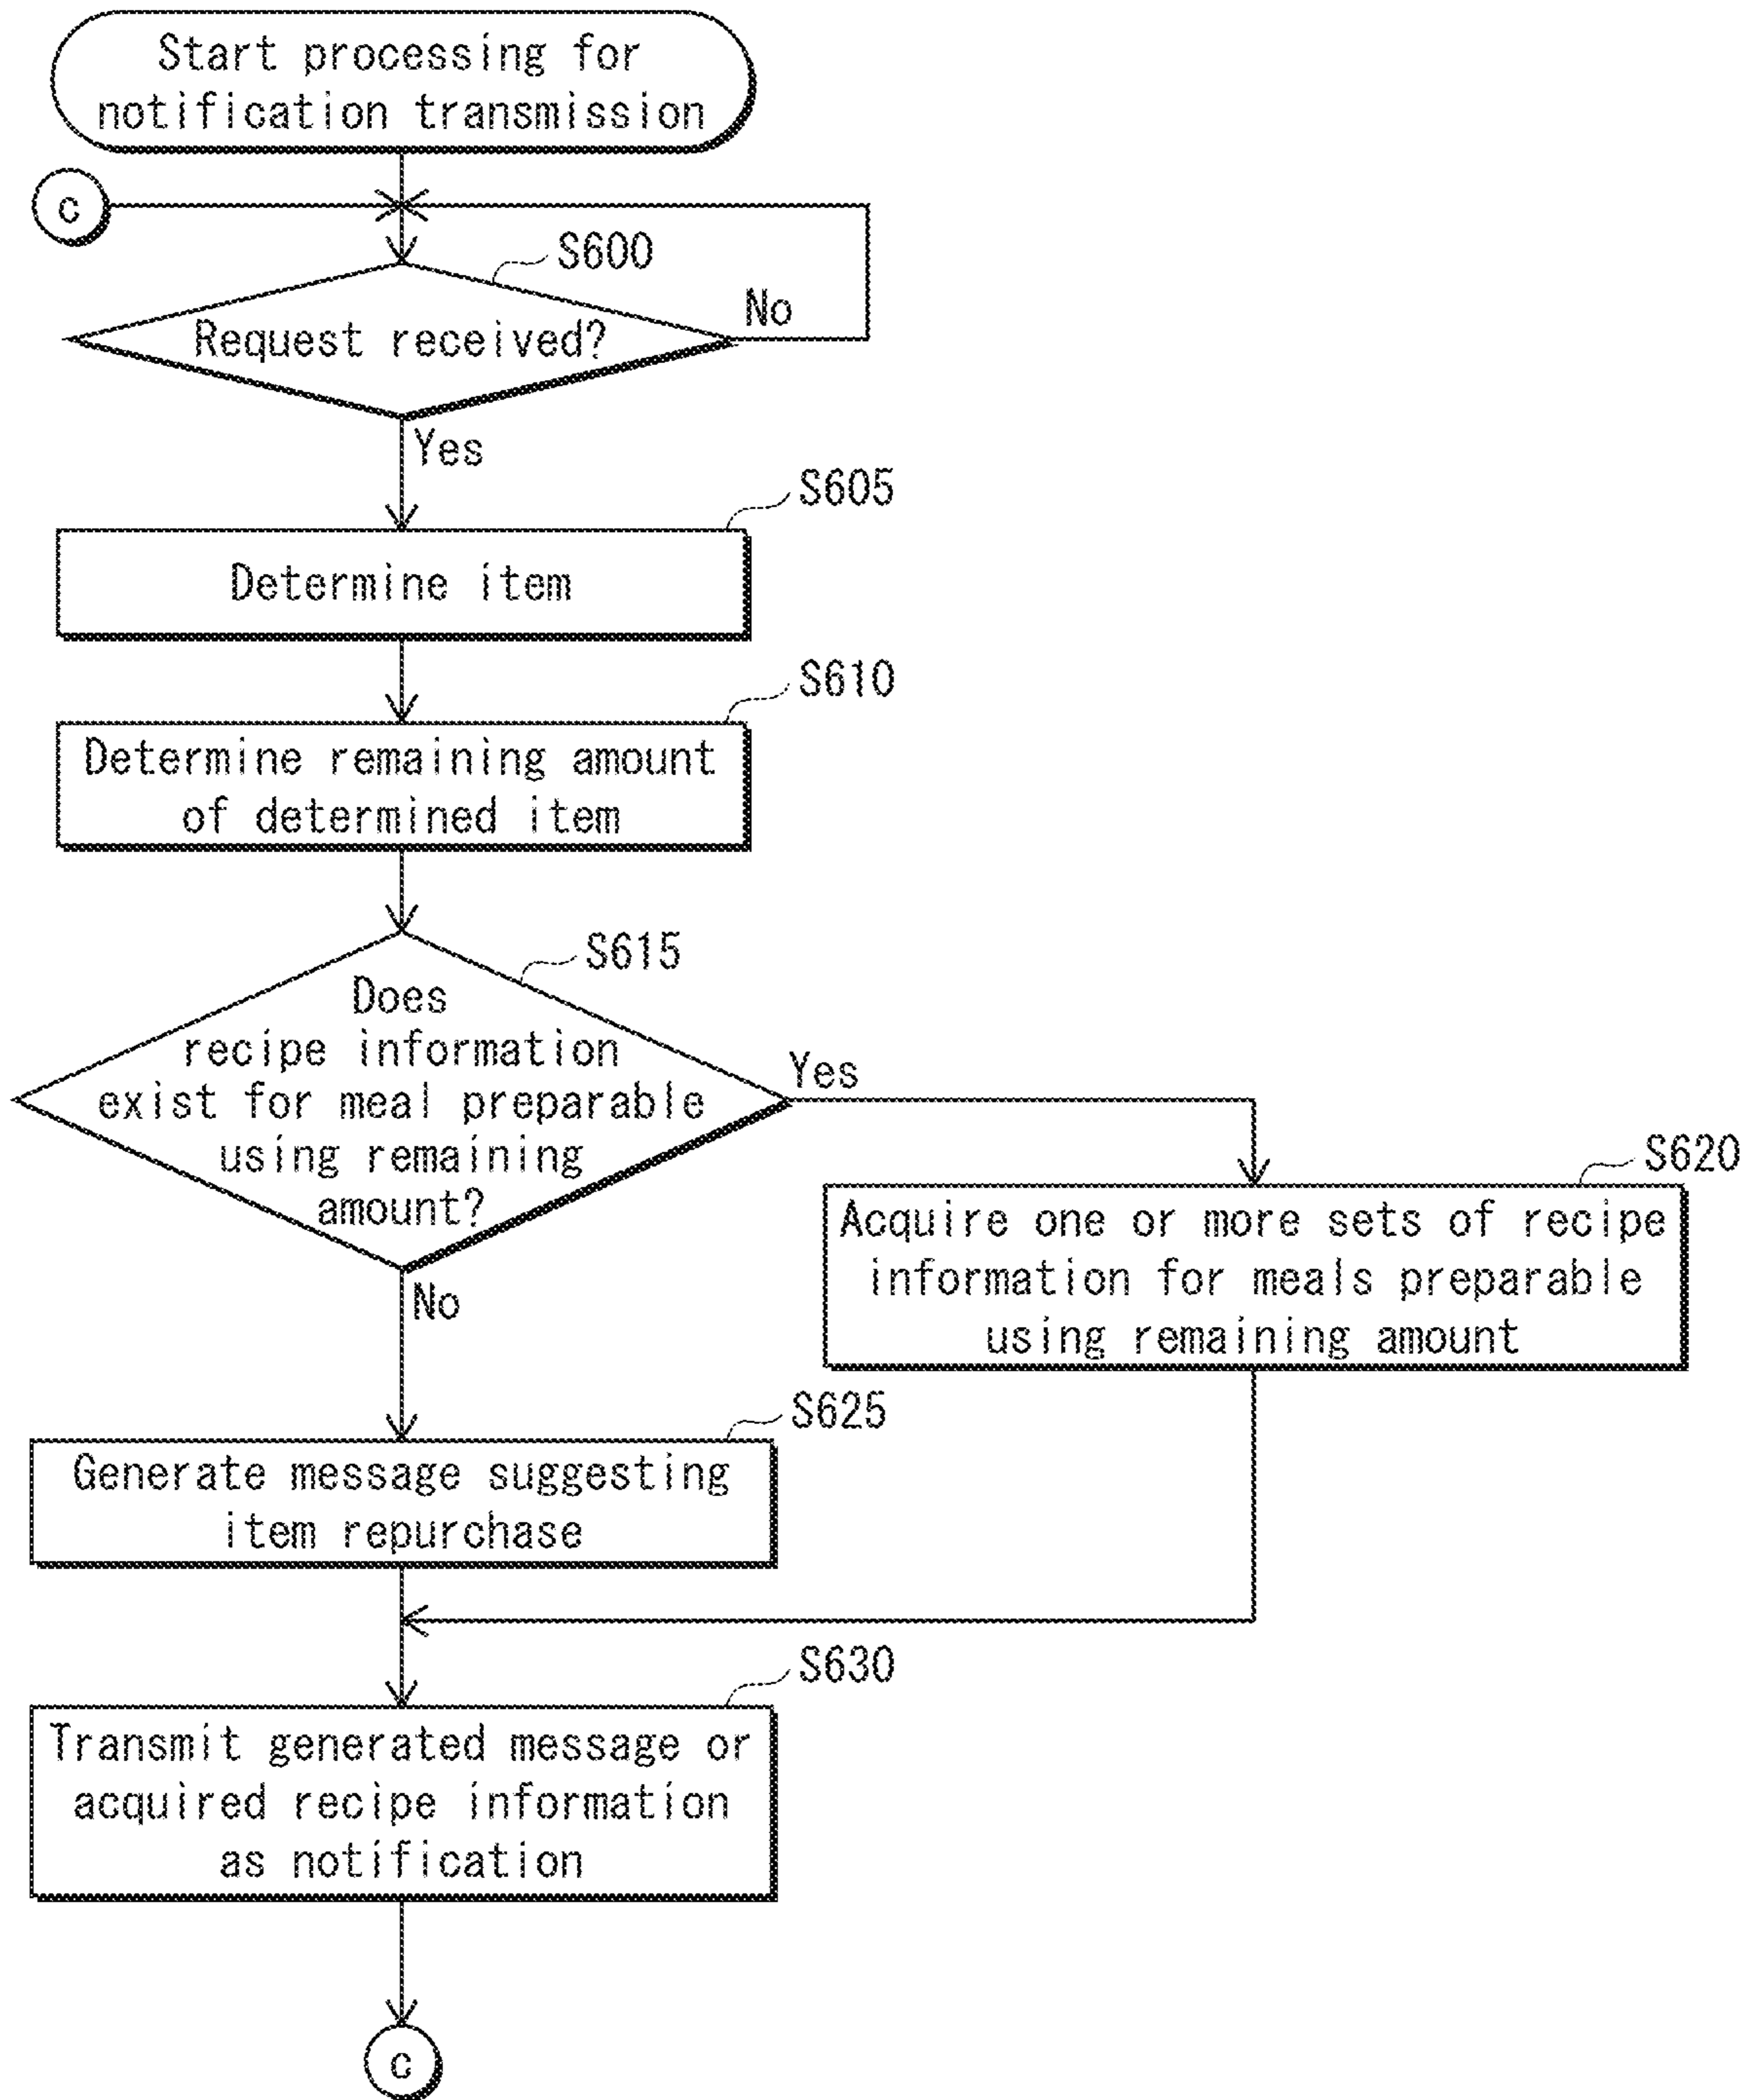 Start processing for
notification transmission
c
S600
Request received?
No
Yes
S605
Determine item
S610
Determine remaining amount
of determined item
S615
Does
recipe information
exist for meal preparable
using remaining
amount?
Yes
No
S620
Acquire one or more sets of recipe
information for meals preparable
using remaining amount
S625
Generate message suggesting
item repurchase
S630
Transmit generated message or
acquired recipe information
as notification
c